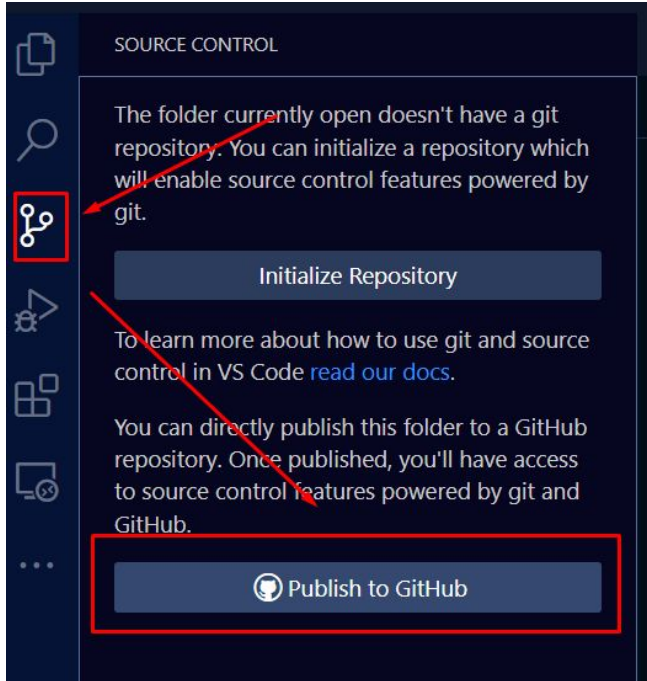 SOURCE CONTROL
The folder currently open doesn't have a git
repository. You can initialize a repository which
will enable source control features powered by
git.
Initialize Repository
To learn more about how to use git and source
control in VS Code read our docs.
You can directly publish this folder to a GitHub
repository. Once published, you'll have access
to source control features powered by git and
GitHub.
Publish to GitHub